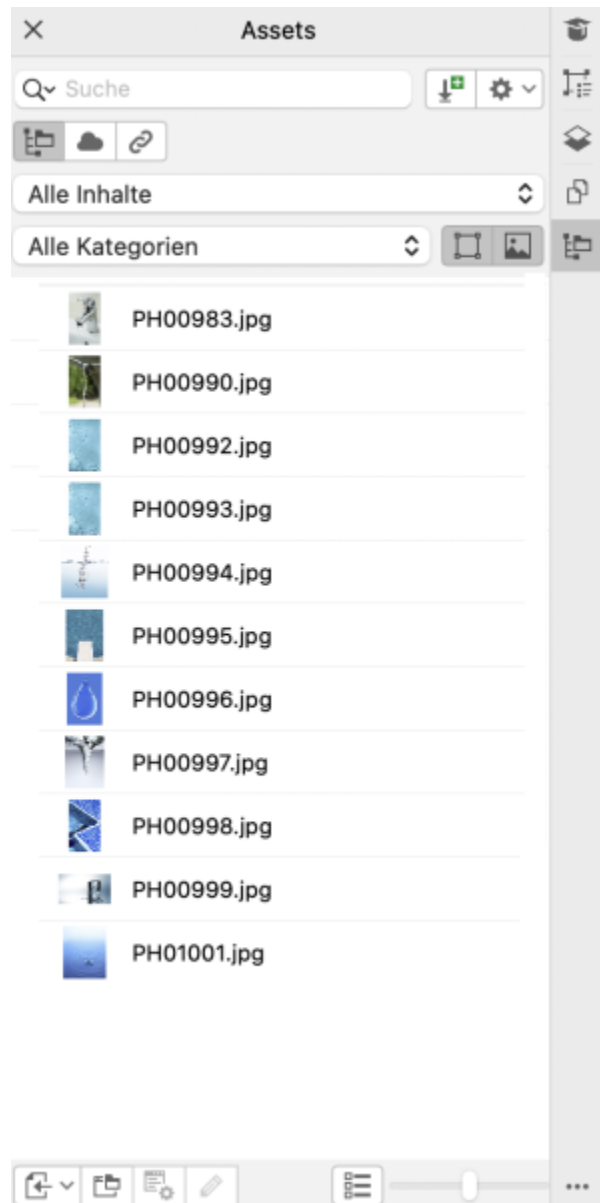 Assets
Suche
Alle Inhalte
Alle Kategorien
PH00983.jpg
PH00990.jpg
PH00992.jpg
PH00993.jpg
PH00994.jpg
PH00995.jpg
PH00996.jpg
PH00997.jpg
PH00998.jpg
PH00999.jpg
PH01001.jpg